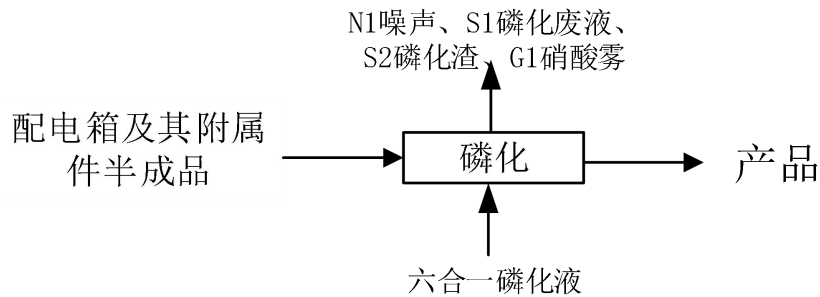 N1噪声、S1磷化废液、
S2磷化渣、G1硝酸雾
配电箱及其附属
件半成品
磷化
产品
六合一磷化液